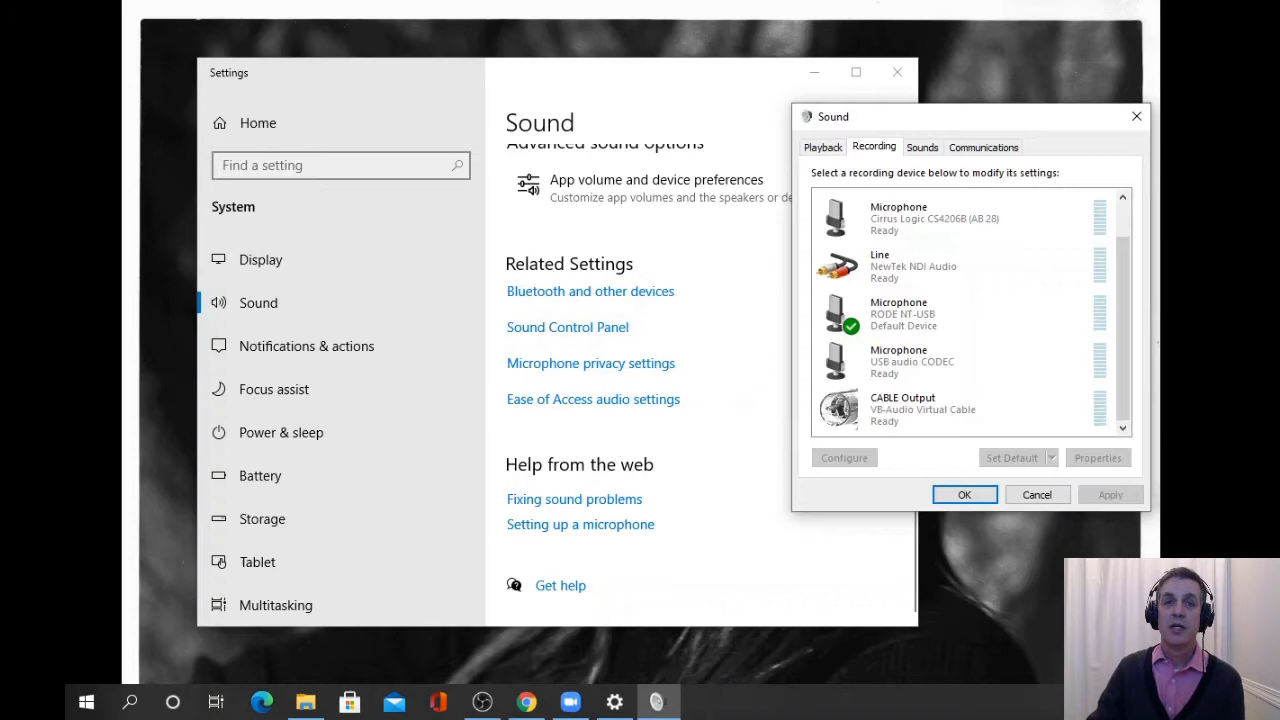 Settings
Home
Find a setting
System
Display
Sound
Notifications & actions
Focus assist
Power & sleep
Battery
Storage
Tablet
Multitasking
Sound
Advanced sound options
App volume and device preferences
Customize app volumes and the speakers or de
Related Settings
Bluetooth and other devices
Sound Control Panel
Microphone privacy settings
Ease of Access audio settings
Help from the web
Fixing sound problems
Setting up a microphone
Get help
Sound
Playback Recording Sounds Communications
Select a recording device below to modify its settings:
Microphone
Cirrus Logic CS4206B (AB 28)
Ready
Line
NewTek NDI Audio
Ready
Microphone
RODE NT-USB
Default Device
Microphone
USB audio CODEC
Ready
CABLE Output
VB-Audio Virtual Cable
Ready
Configure Set Default Properties
OK Cancel Apply